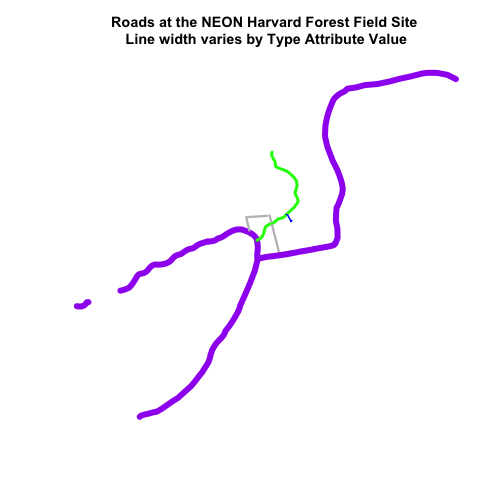 Roads at the NEON Harvard Forest Field Site
Line width varies by Type Attribute Value